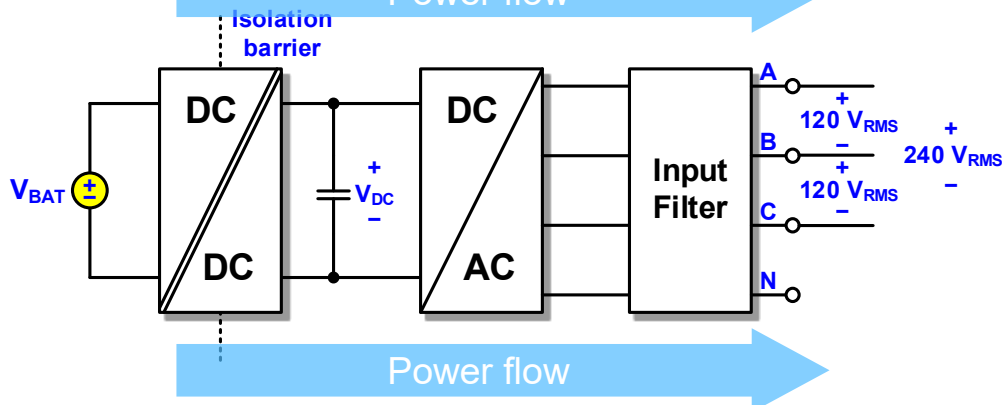 Power flow
Isolation
barrier
DC
DC
DC
AC
Input
Filter
V_BAT
+
−
+
V_DC
−
A
+
120 V_RMS
−
B
+
120 V_RMS
−
C
N
+
240 V_RMS
−
Power flow